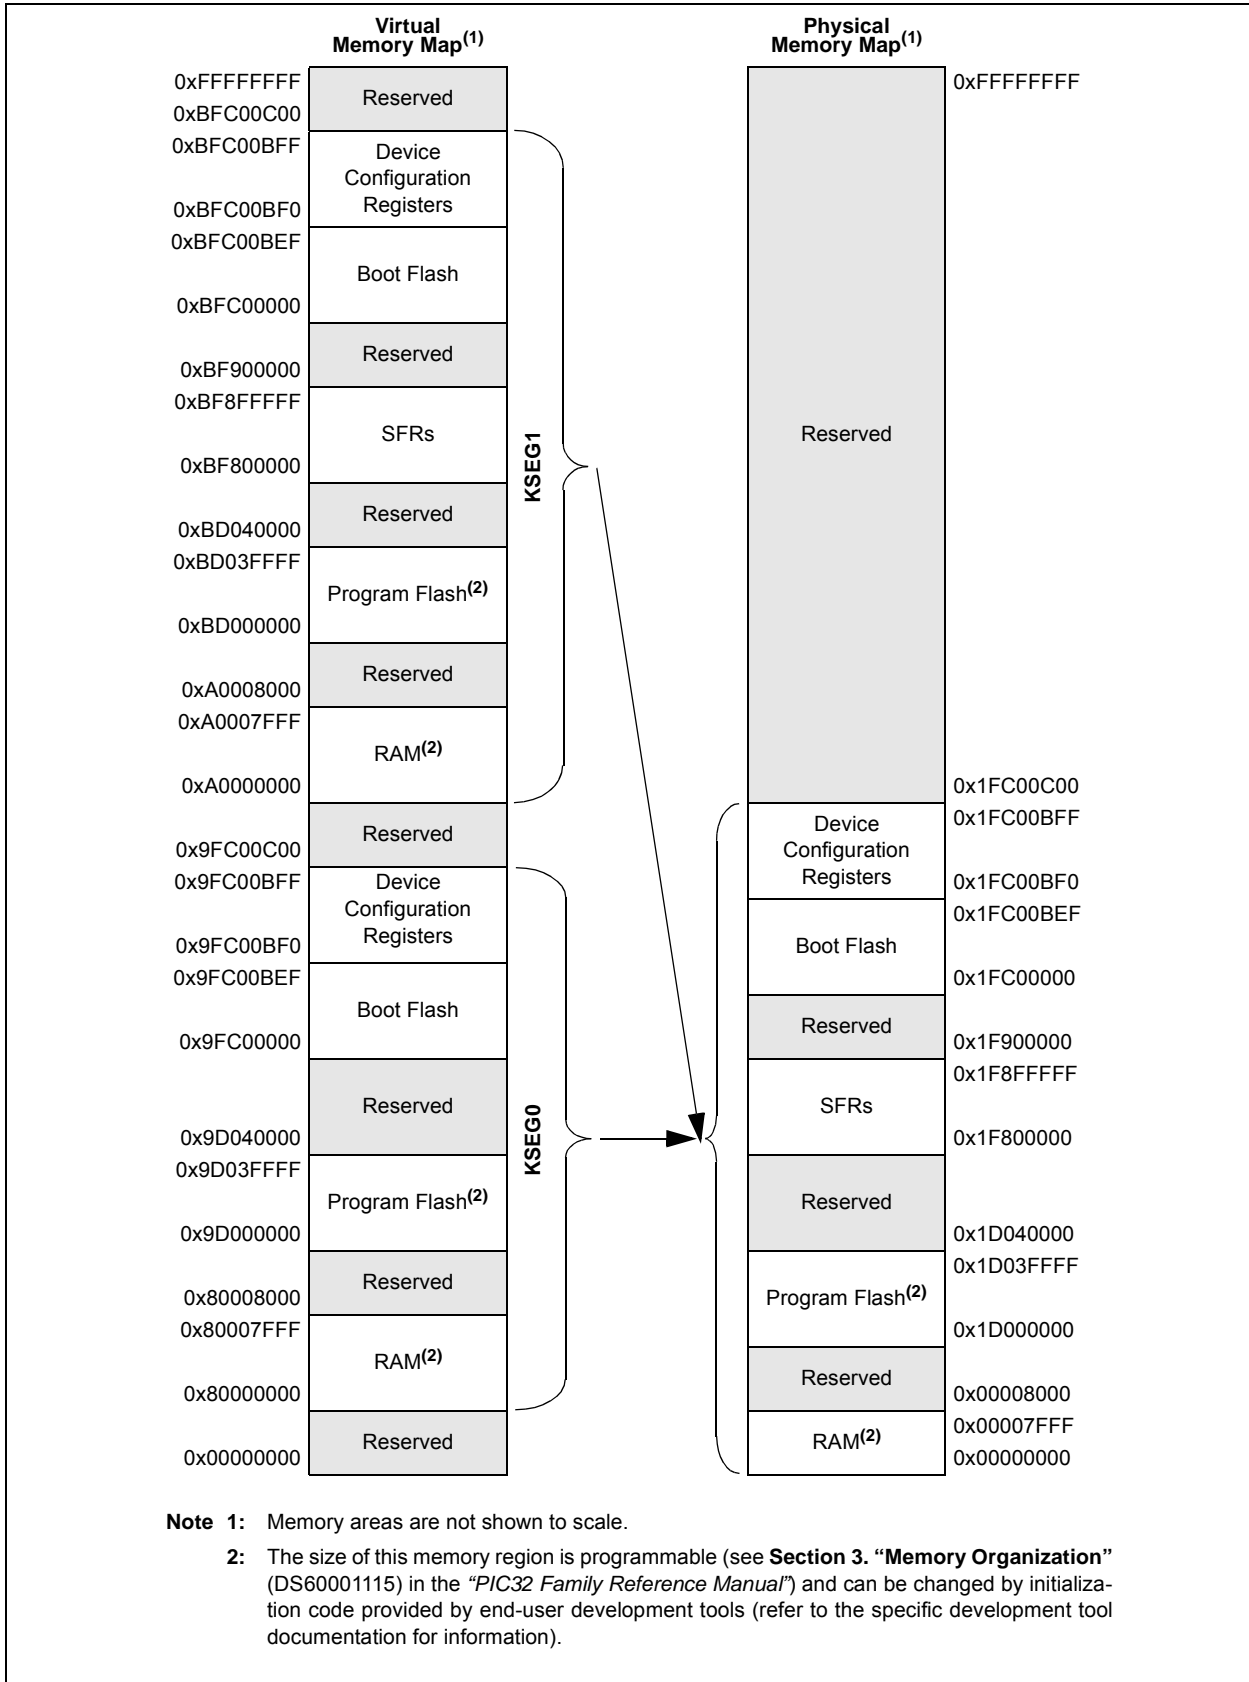 Virtual
Memory Map(1)
0xFFFFFFFF
Reserved
0xBFC00C00
0xBFC00BFF
Device
Configuration
Registers
0xBFC00BF0
0xBFC00BEF
Boot Flash
0xBFC00000
Reserved
0xBF900000
0xBF8FFFFF
SFRs
0xBF800000
Reserved
0xBD040000
0xBD03FFFF
Program Flash(2)
0xBD000000
Reserved
0xA0008000
0xA0007FFF
RAM(2)
0xA0000000
KSEG1
Reserved
0x9FC00C00
0x9FC00BFF
Device
Configuration
Registers
0x9FC00BF0
0x9FC00BEF
Boot Flash
0x9FC00000
Reserved
0x9D040000
0x9D03FFFF
Program Flash(2)
0x9D000000
Reserved
0x80008000
0x80007FFF
RAM(2)
0x80000000
KSEG0
Reserved
0x00000000
Physical
Memory Map(1)
0xFFFFFFFF
Reserved
0x1FC00C00
0x1FC00BFF
Device
Configuration
Registers
0x1FC00BF0
0x1FC00BEF
Boot Flash
0x1FC00000
Reserved
0x1F900000
0x1F8FFFFF
SFRs
0x1F800000
Reserved
0x1D040000
0x1D03FFFF
Program Flash(2)
0x1D000000
Reserved
0x00008000
0x00007FFF
RAM(2)
0x00000000
Note 1: Memory areas are not shown to scale.
2: The size of this memory region is programmable (see Section 3. “Memory Organization”
(DS60001115) in the “PIC32 Family Reference Manual”) and can be changed by initializa-
tion code provided by end-user development tools (refer to the specific development tool
documentation for information).